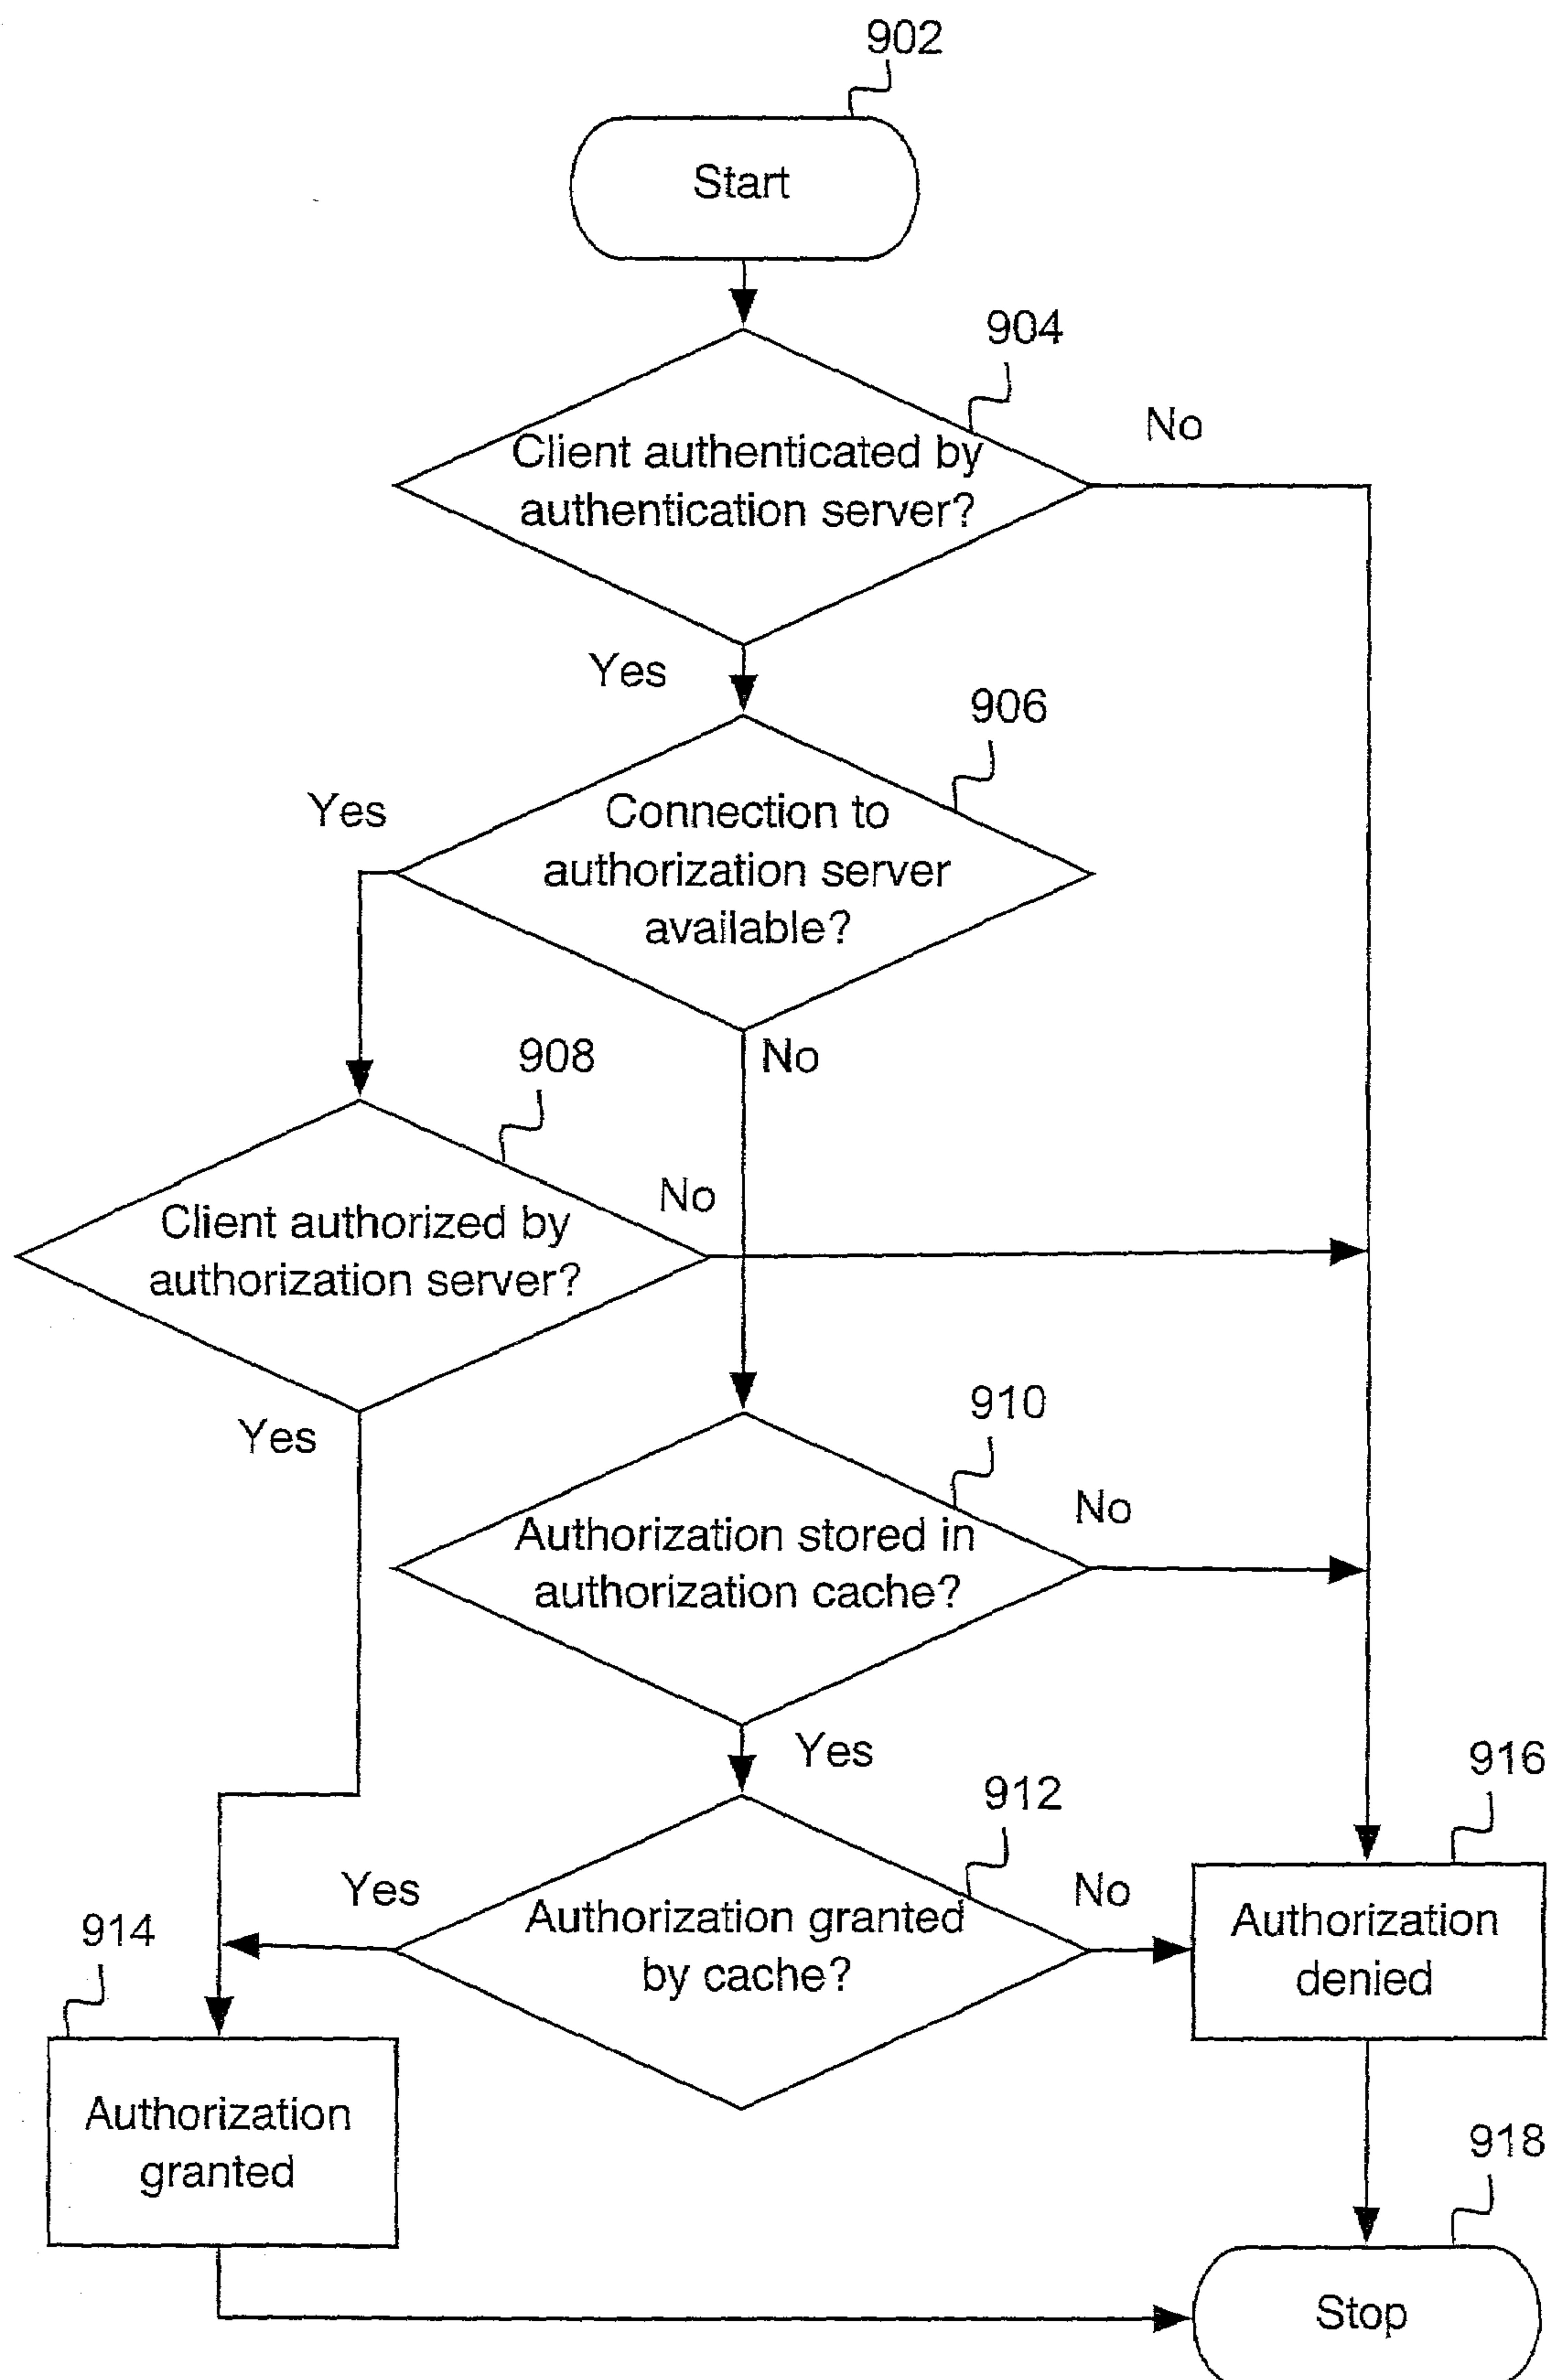 902
Start
904
No
Client authenticated by
authentication server?
Yes
906
Yes
Connection to
authorization server
available?
908
No
No
Client authorized by
authorization server?
Yes
910
No
Authorization stored in
authorization cache?
Yes
916
912
Yes
No
Authorization granted
by cache?
Authorization
denied
914
Authorization
granted
918
Stop